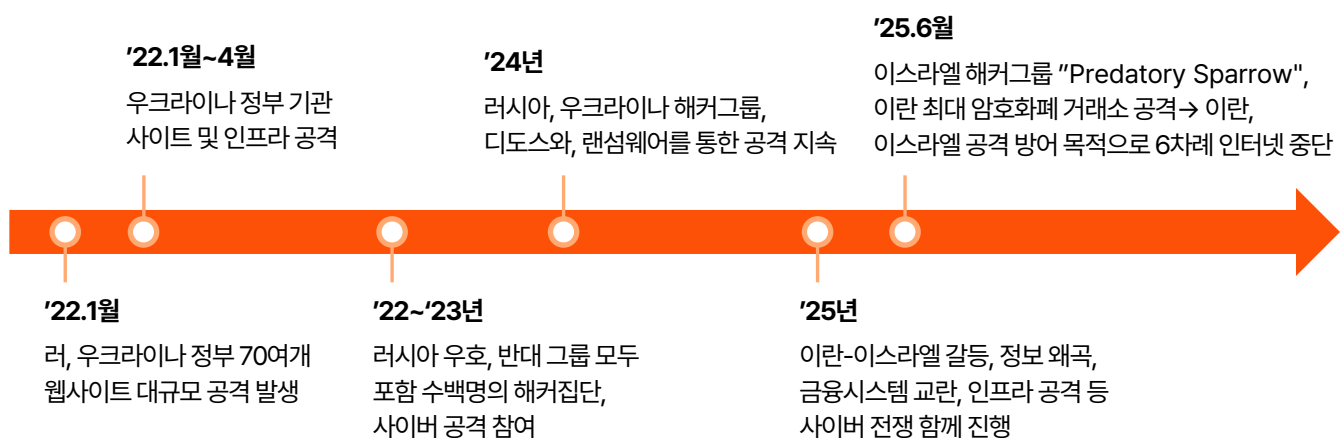 ’22.1월~4월
우크라이나 정부 기관
사이트 및 인프라 공격
’24년
러시아, 우크라이나 해커그룹,
디도스와, 랜섬웨어를 통한 공격 지속
’25.6월
이스라엘 해커그룹 ”Predatory Sparrow",
이란 최대 암호화폐 거래소 공격→ 이란,
이스라엘 공격 방어 목적으로 6차례 인터넷 중단
’22.1월
러, 우크라이나 정부 70여개
웹사이트 대규모 공격 발생
’22~‘23년
러시아 우호, 반대 그룹 모두
포함 수백명의 해커집단,
사이버 공격 참여
’25년
이란-이스라엘 갈등, 정보 왜곡,
금융시스템 교란, 인프라 공격 등
사이버 전쟁 함께 진행